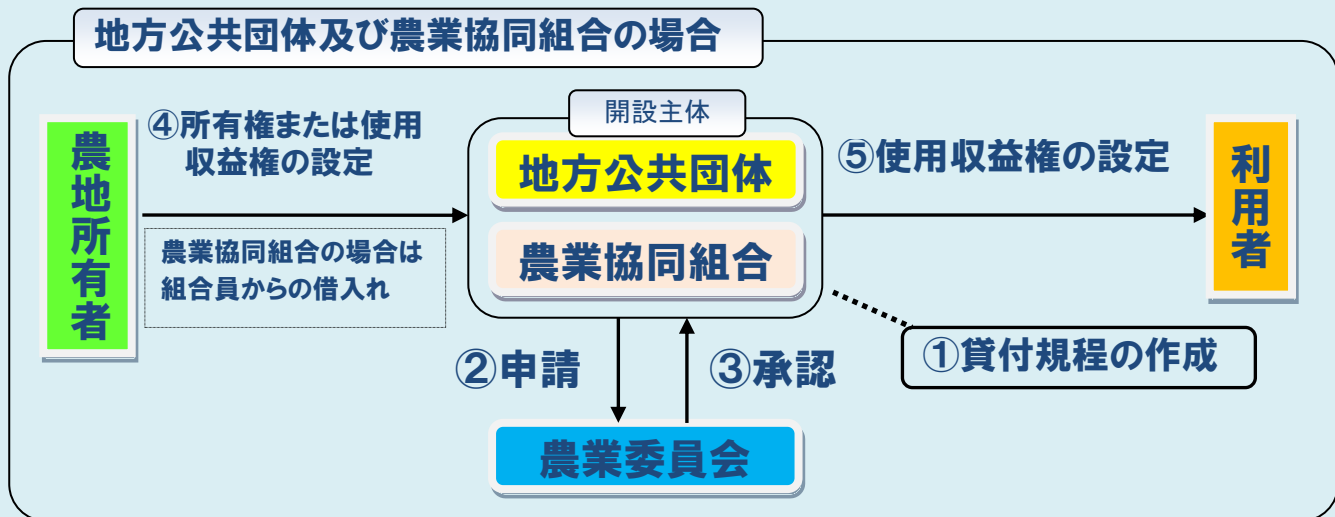 地方公共団体及び農業協同組合の場合
農地所有者
④所有権または使用
収益権の設定
農業協同組合の場合は
組合員からの借入れ
開設主体
地方公共団体
農業協同組合
⑤使用収益権の設定
利用者
①貸付規程の作成
②申請
③承認
農業委員会